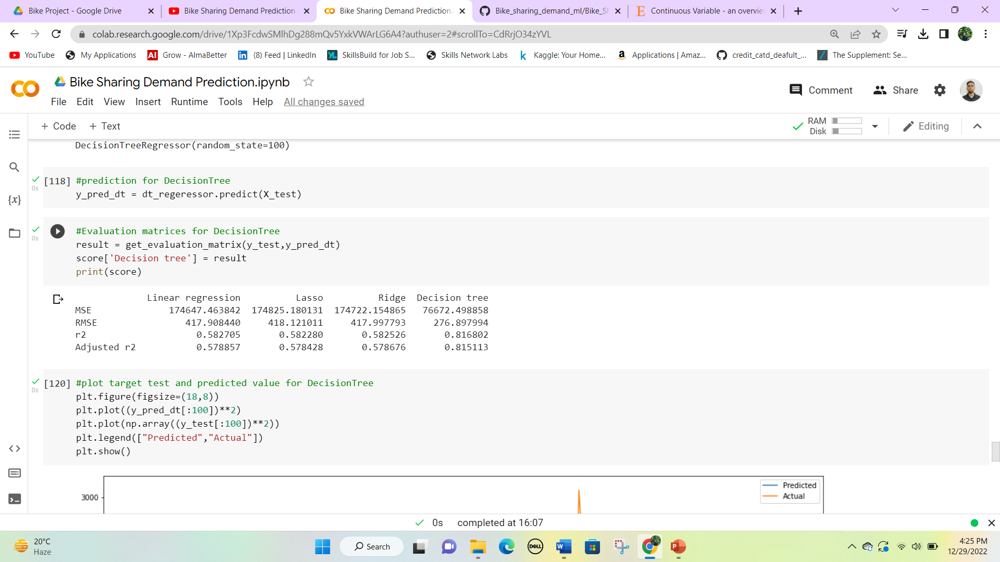 Bike Project - Google Drive
Bike Sharing Demand Prediction
Bike Sharing Demand Prediction.i
Bike_sharing_demand_ml/Bike_Sh
Continuous Variable - an overview
colab.research.google.com/drive/1Xp3FcdwSMlhDg288mQv5YxkVWArLG6A4?authuser=2#scrollTo=CdRrjO34zYVL
YouTube
My Applications
AI Grow - AlmaBetter
(8) Feed | LinkedIn
SkillsBuild for Job S...
Skills Network Labs
Kaggle: Your Home...
Applications | Amaz...
credit_catd_deafult_...
The Supplement: Se...
Bike Sharing Demand Prediction.ipynb
Comment
Share
File Edit View Insert Runtime Tools Help All changes saved
+ Code + Text
RAM
Disk
Editing
DecisionTreeRegressor(random_state=100)
0s
[118] #prediction for DecisionTree
y_pred_dt = dt_regeressor.predict(X_test)
{x}
0s
#Evaluation matrices for DecisionTree
result = get_evaluation_matrix(y_test,y_pred_dt)
score['Decision tree'] = result
print(score)
Linear regression Lasso Ridge Decision tree
MSE 174647.463842 174825.180131 174722.154865 76672.498858
RMSE 417.908440 418.121011 417.997793 276.897994
r2 0.582705 0.582280 0.582526 0.816802
Adjusted r2 0.578857 0.578428 0.578676 0.815113
0s
[120] #plot target test and predicted value for DecisionTree
plt.figure(figsize=(18,8))
plt.plot((y_pred_dt[:100])**2)
plt.plot(np.array((y_test[:100])**2))
plt.legend(["Predicted","Actual"])
plt.show()
Predicted
Actual
3000
0s completed at 16:07
20°C
Haze
Search
DELL
W
P
4:25 PM
12/29/2022